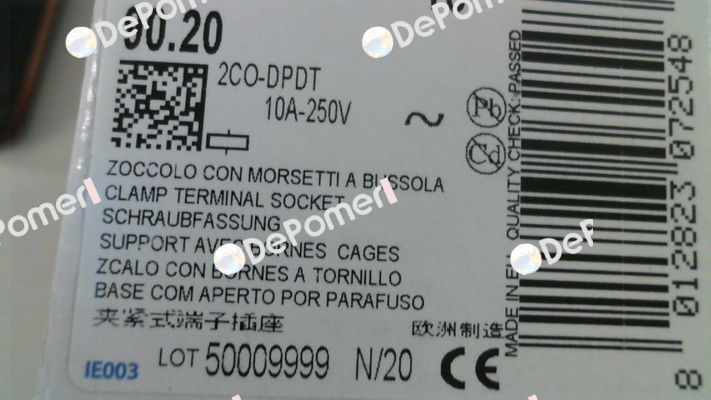 90.20
2CO-DPDT
10A-250V ~
Pb
ZOCCOLO CON MORSETTI A BUSSOLA
CLAMP TERMINAL SOCKET
SCHRAUBFASSUNG
SUPPORT AVEC BORNES CAGES
ZCALO CON BORNES A TORNILLO
BASE COM APERTO POR PARAFUSO
夹紧式端子插座 欧洲制造
IE003 LOT 50009999 N/20 CE
MADE IN QUALITY CHECK: PASSED
8 012823 072548
DePomerl
DePomerl
DePomerl
DePomerl
DePomerl